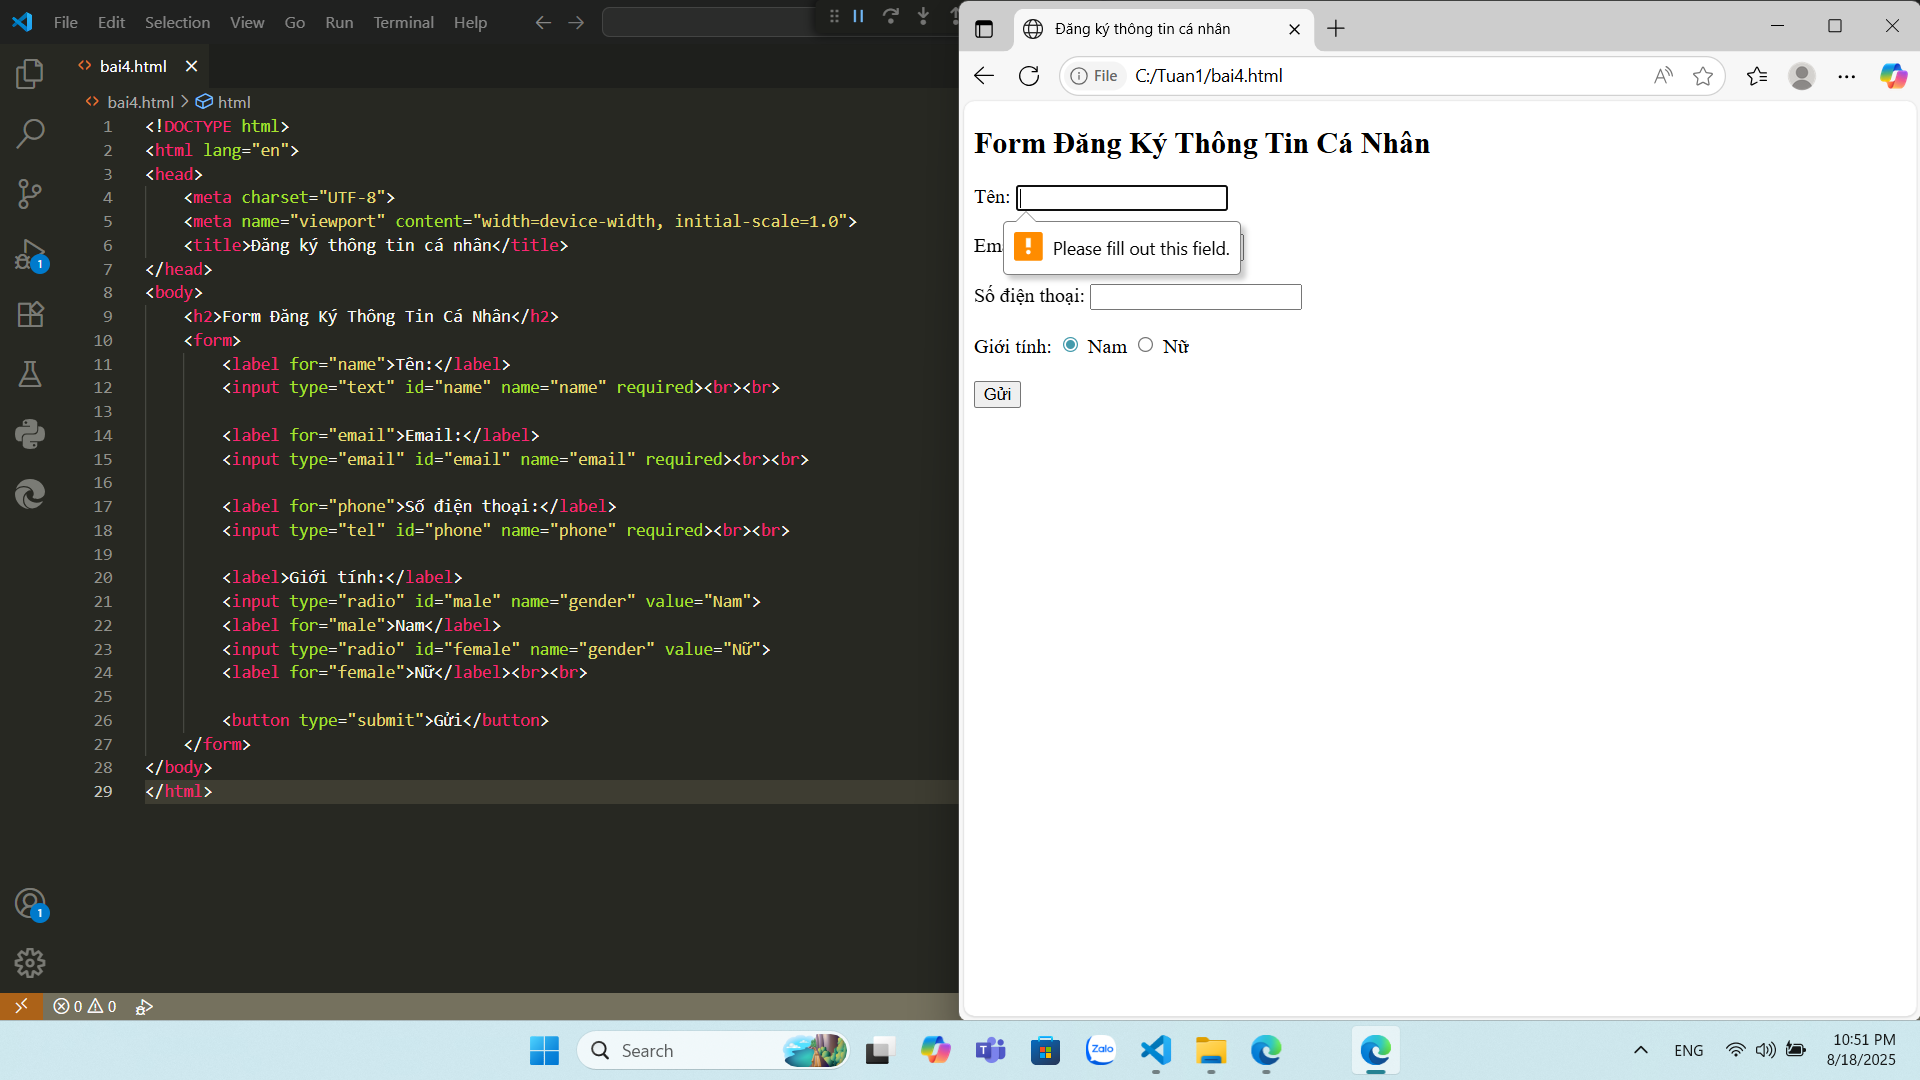 File Edit Selection View Go Run Terminal Help
bai4.html
bai4.html > html
1 <!DOCTYPE html>
2 <html lang="en">
3 <head>
4 <meta charset="UTF-8">
5 <meta name="viewport" content="width=device-width, initial-scale=1.0">
6 <title>Đăng ký thông tin cá nhân</title>
7 </head>
8 <body>
9 <h2>Form Đăng Ký Thông Tin Cá Nhân</h2>
10 <form>
11 <label for="name">Tên:</label>
12 <input type="text" id="name" name="name" required><br><br>
13
14 <label for="email">Email:</label>
15 <input type="email" id="email" name="email" required><br><br>
16
17 <label for="phone">Số điện thoại:</label>
18 <input type="tel" id="phone" name="phone" required><br><br>
19
20 <label>Giới tính:</label>
21 <input type="radio" id="male" name="gender" value="Nam">
22 <label for="male">Nam</label>
23 <input type="radio" id="female" name="gender" value="Nữ">
24 <label for="female">Nữ</label><br><br>
25
26 <button type="submit">Gửi</button>
27 </form>
28 </body>
29 </html>
1
1
0 0
Đăng ký thông tin cá nhân
File C:/Tuan1/bai4.html
Form Đăng Ký Thông Tin Cá Nhân
Tên:
Please fill out this field.
Em
Số điện thoại:
Giới tính: Nam Nữ
Gửi
Search
Zalo
ENG
10:51 PM
8/18/2025